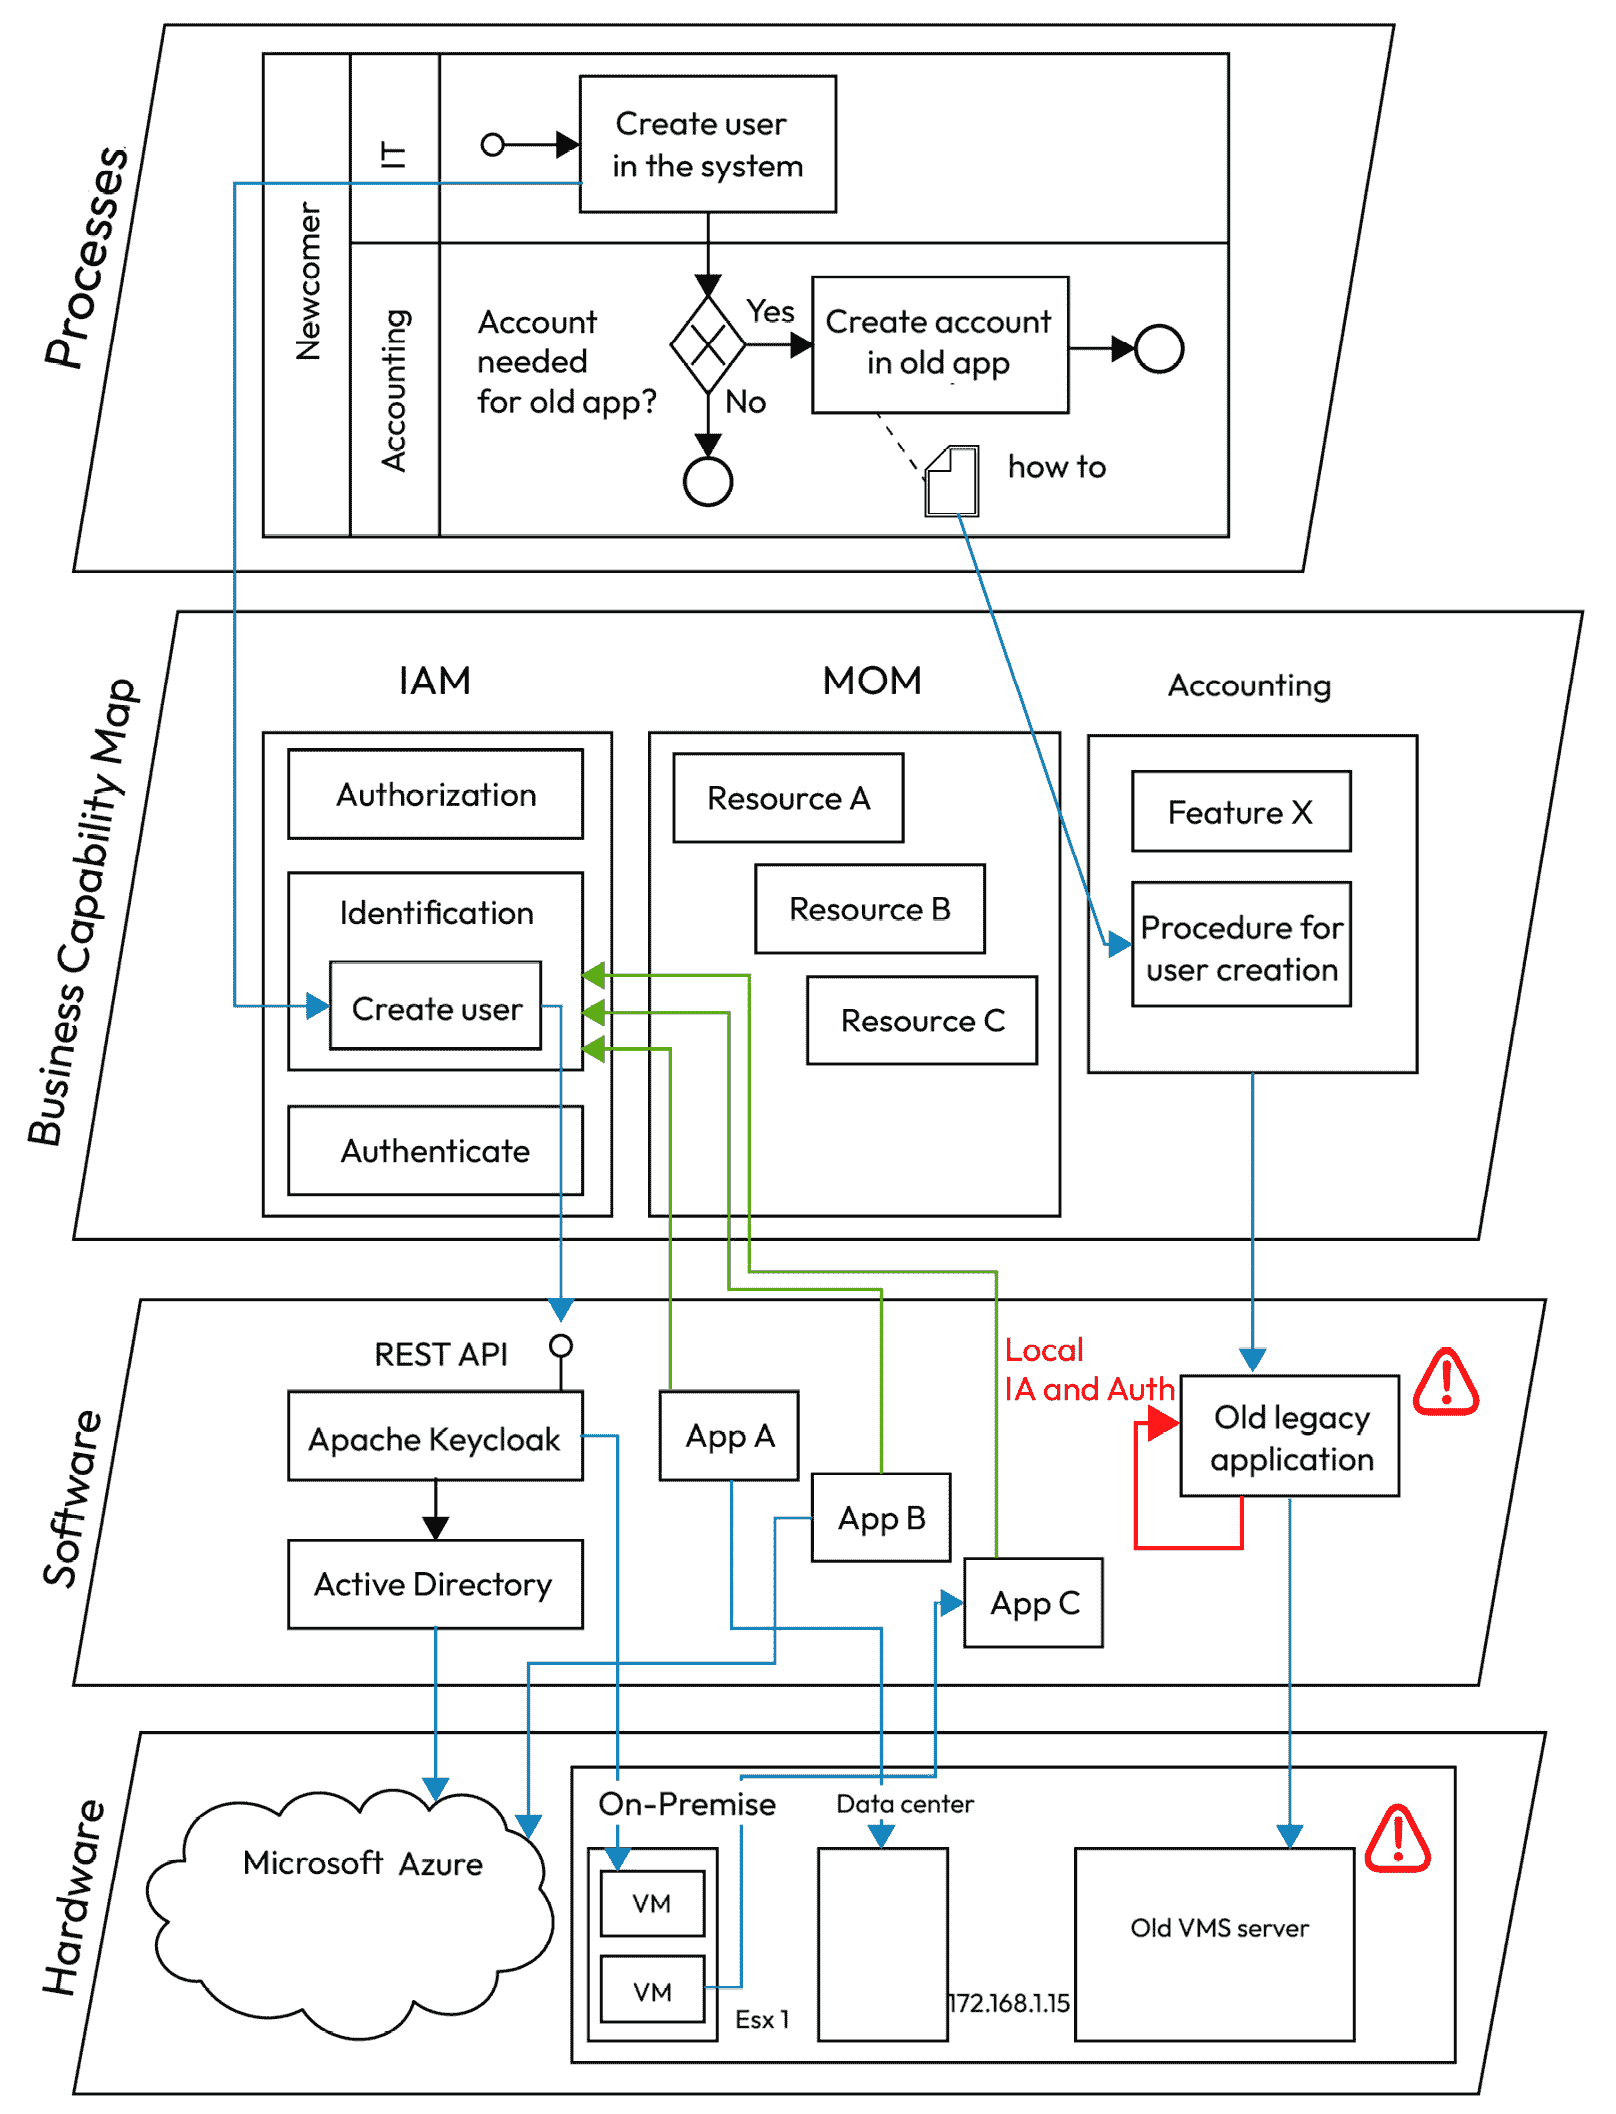 Processes
Newcomer
IT
Create user
in the system
Accounting
Account
needed
for old app?
Yes
No
Create account
in old app
how to
Business Capability Map
IAM
MOM
Accounting
Authorization
Identification
Create user
Authenticate
Resource A
Resource B
Resource C
Feature X
Procedure for
user creation
Software
REST API
Apache Keycloak
Active Directory
App A
App B
App C
Local
IA and Auth
Old legacy
application
Hardware
Microsoft Azure
On-Premise
Data center
VM
VM
Esx 1
172.168.1.15
Old VMS server